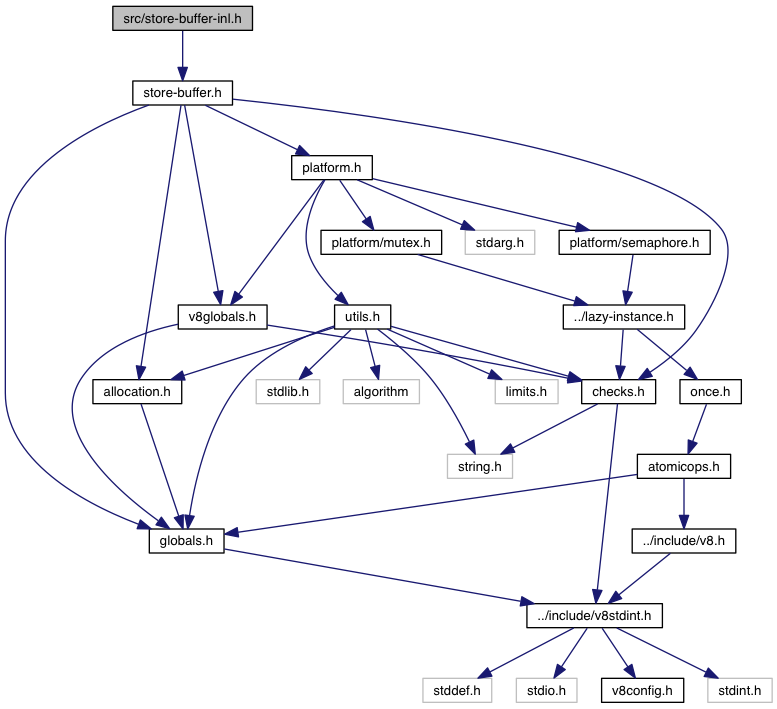 src/store-buffer-inl.h
store-buffer.h
platform.h
platform/mutex.h
stdarg.h
platform/semaphore.h
v8globals.h
utils.h
../lazy-instance.h
allocation.h
stdlib.h
algorithm
limits.h
checks.h
once.h
string.h
atomicops.h
globals.h
../include/v8.h
../include/v8stdint.h
stddef.h
stdio.h
v8config.h
stdint.h